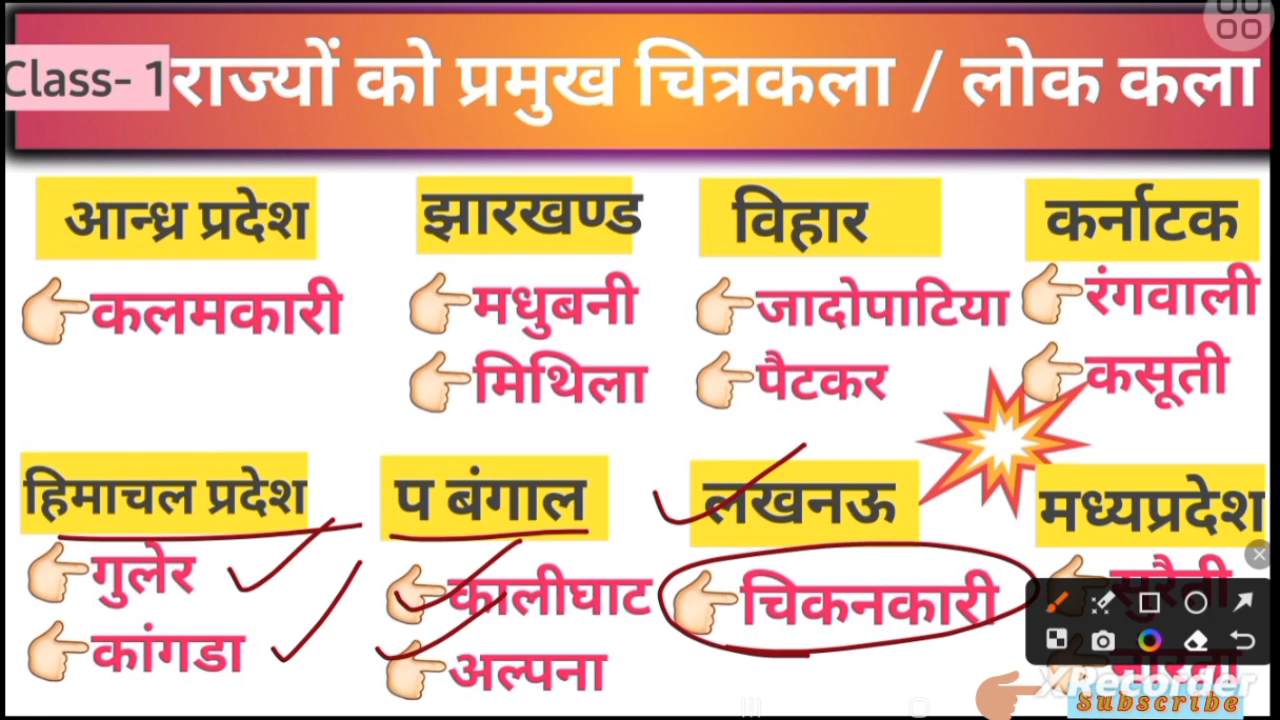 Class- 1
राज्यों को प्रमुख चित्रकला / लोक कला
आन्ध्र प्रदेश
कलमकारी
झारखण्ड
मधुबनी
मिथिला
विहार
जादोपाटिया
पैटकर
कर्नाटक
रंगवाली
कसूती
हिमाचल प्रदेश
गुलेर
कांगडा
प बंगाल
कालीघाट
अल्पना
लखनऊ
चिकनकारी
मध्यप्रदेश
XRecorder
Subscribe